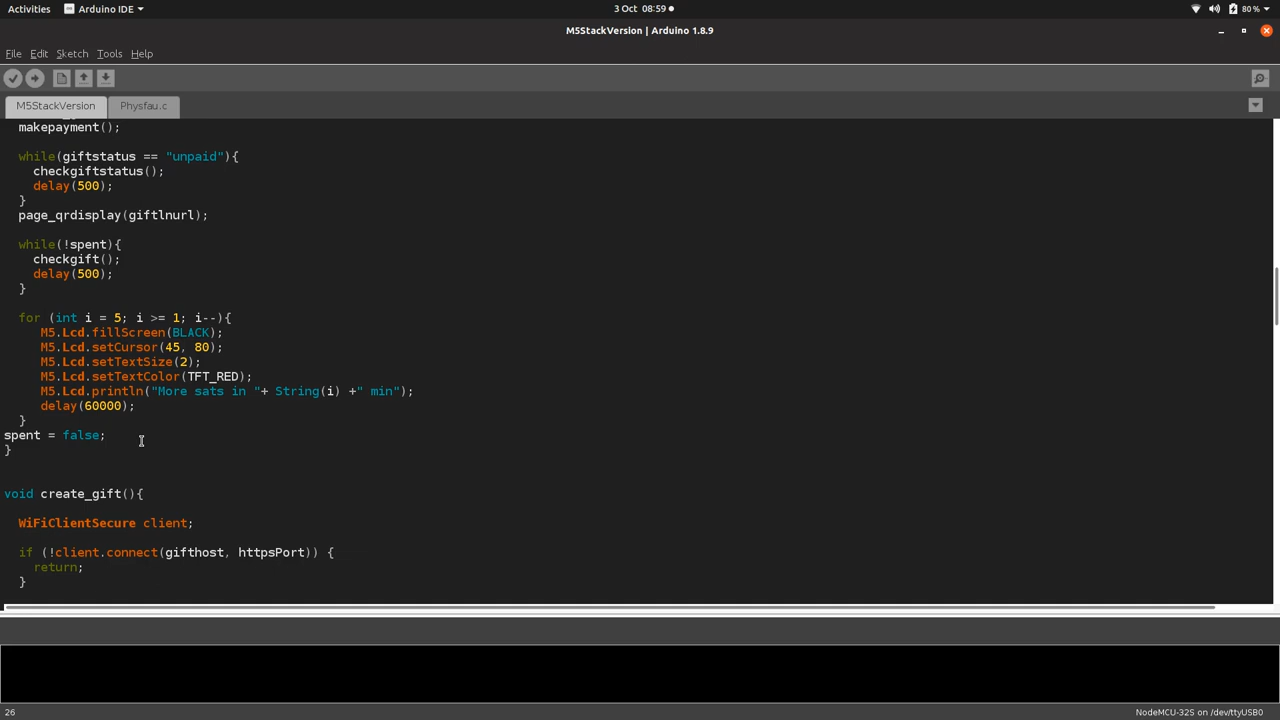 Activities Arduino IDE 3 Oct 08:59 80 %
M5StackVersion | Arduino 1.8.9
File Edit Sketch Tools Help
M5StackVersion Physfau.c
makepayment();
while(giftstatus == "unpaid"){
checkgiftstatus();
delay(500);
}
page_qrdisplay(giftlnurl);
while(!spent){
checkgift();
delay(500);
}
for (int i = 5; i >= 1; i--){
M5.Lcd.fillScreen(BLACK);
M5.Lcd.setCursor(45, 80);
M5.Lcd.setTextSize(2);
M5.Lcd.setTextColor(TFT_RED);
M5.Lcd.println("More sats in "+ String(i) +" min");
delay(60000);
}
spent = false;
}
void create_gift(){
WiFiClientSecure client;
if (!client.connect(gifthost, httpsPort)) {
return;
}
26 NodeMCU-32S on /dev/ttyUSB0